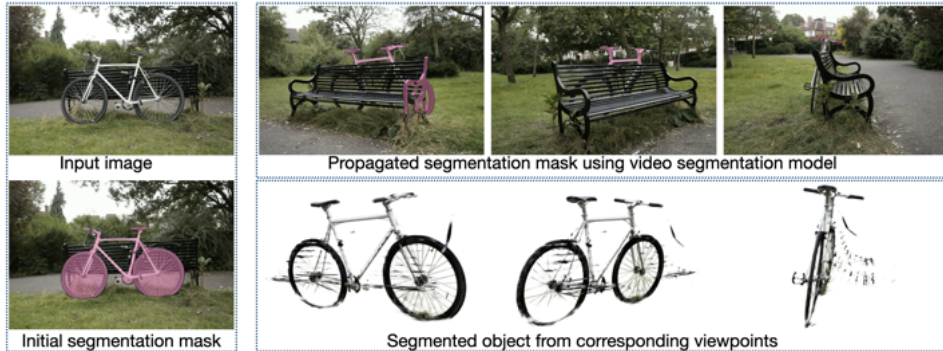 Input image
Propagated segmentation mask using video segmentation model
Initial segmentation mask
Segmented object from corresponding viewpoints